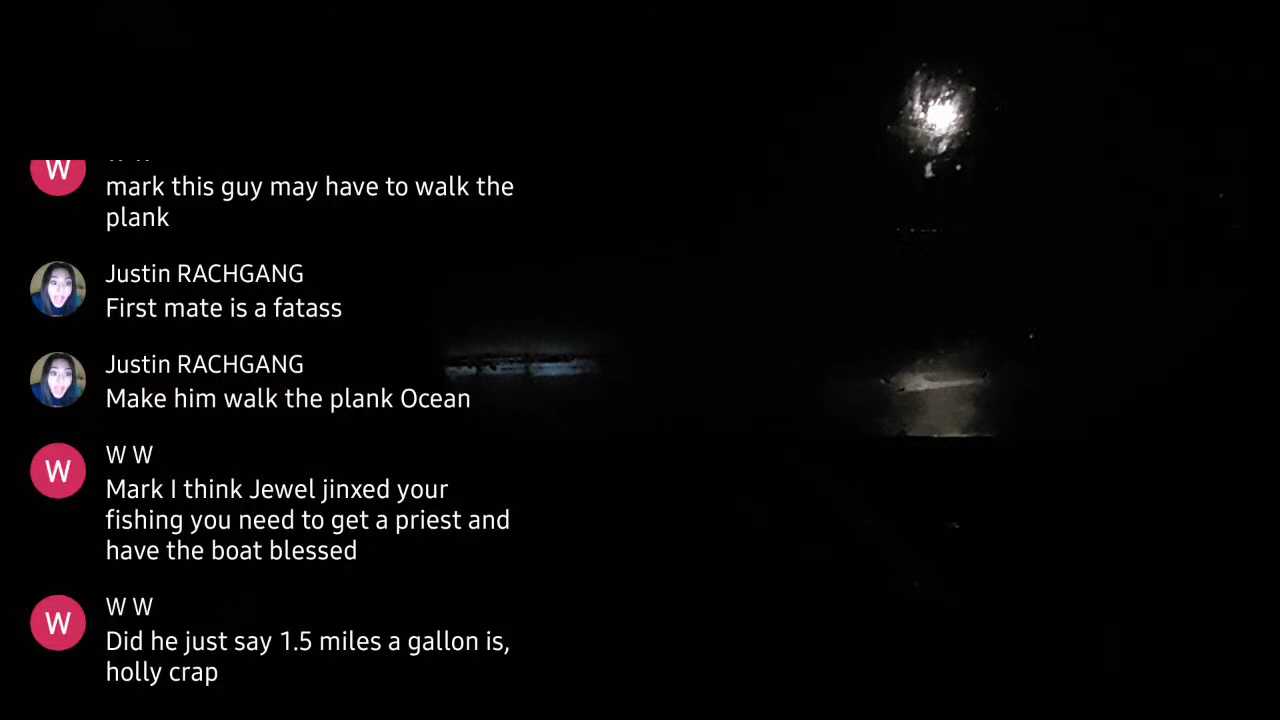 W
mark this guy may have to walk the
plank
Justin RACHGANG
First mate is a fatass
Justin RACHGANG
Make him walk the plank Ocean
W
W W
Mark I think Jewel jinxed your
fishing you need to get a priest and
have the boat blessed
W
W W
Did he just say 1.5 miles a gallon is,
holly crap